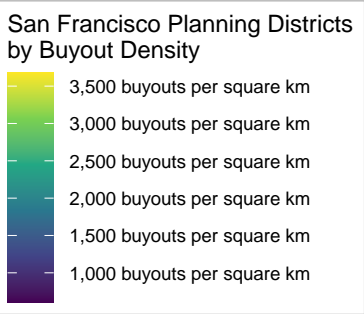 San Francisco Planning Districts
by Buyout Density
3,500 buyouts per square km
3,000 buyouts per square km
2,500 buyouts per square km
2,000 buyouts per square km
1,500 buyouts per square km
1,000 buyouts per square km